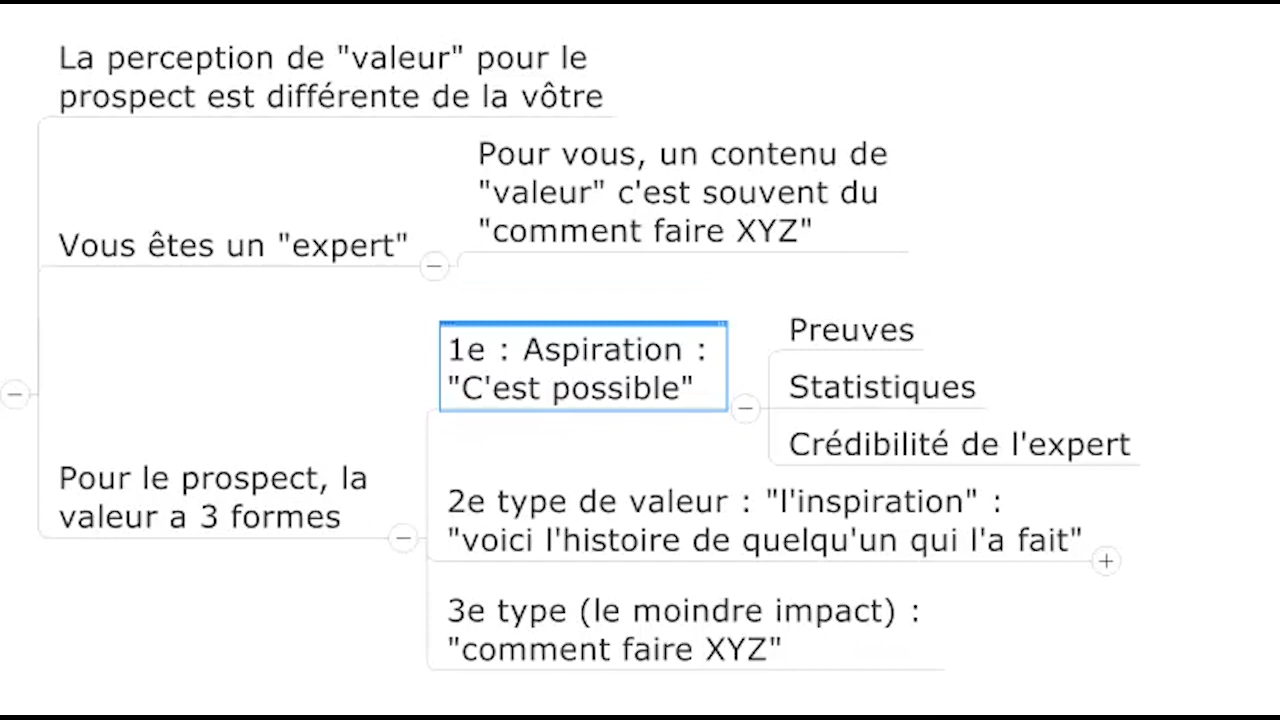 La perception de "valeur" pour le
prospect est différente de la vôtre
Pour vous, un contenu de
"valeur" c'est souvent du
"comment faire XYZ"
Vous êtes un "expert"
1e : Aspiration :
"C'est possible"
Preuves
Statistiques
Crédibilité de l'expert
Pour le prospect, la
valeur a 3 formes
2e type de valeur : "l'inspiration" :
"voici l'histoire de quelqu'un qui l'a fait"
3e type (le moindre impact) :
"comment faire XYZ"